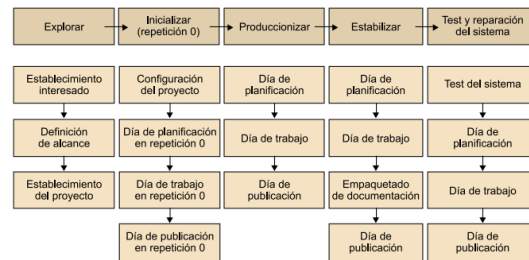 Explorar
Inicializar
(repetición 0)
Produccionizar
Estabilizar
Test y reparación
del sistema
Establecimiento
interesado
Definición
de alcance
Establecimiento
del proyecto
Configuración
del proyecto
Día de planificación
en repetición 0
Día de trabajo
en repetición 0
Día de publicación
en repetición 0
Día de
planificación
Día de trabajo
Día de
publicación
Día de
planificación
Día de trabajo
Empaquetado
de documentación
Día de
publicación
Test del sistema
Día de
planificación
Día de trabajo
Día de
publicación